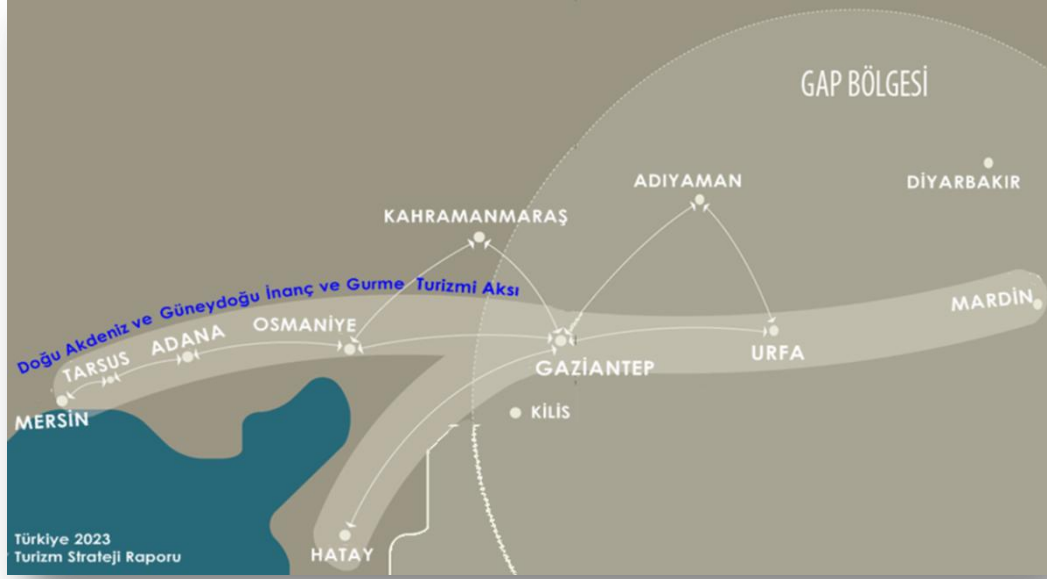 GAP BÖLGESİ
ADIYAMAN
DİYARBAKIR
KAHRAMANMARAŞ
Doğu Akdeniz ve Güneydoğu İnanç ve Gurme Turizmi Aksı
MARDİN
OSMANİYE
ADANA
TARSUS
URFA
GAZİANTEP
MERSİN
KİLİS
Türkiye 2023
Turizm Strateji Raporu
HATAY